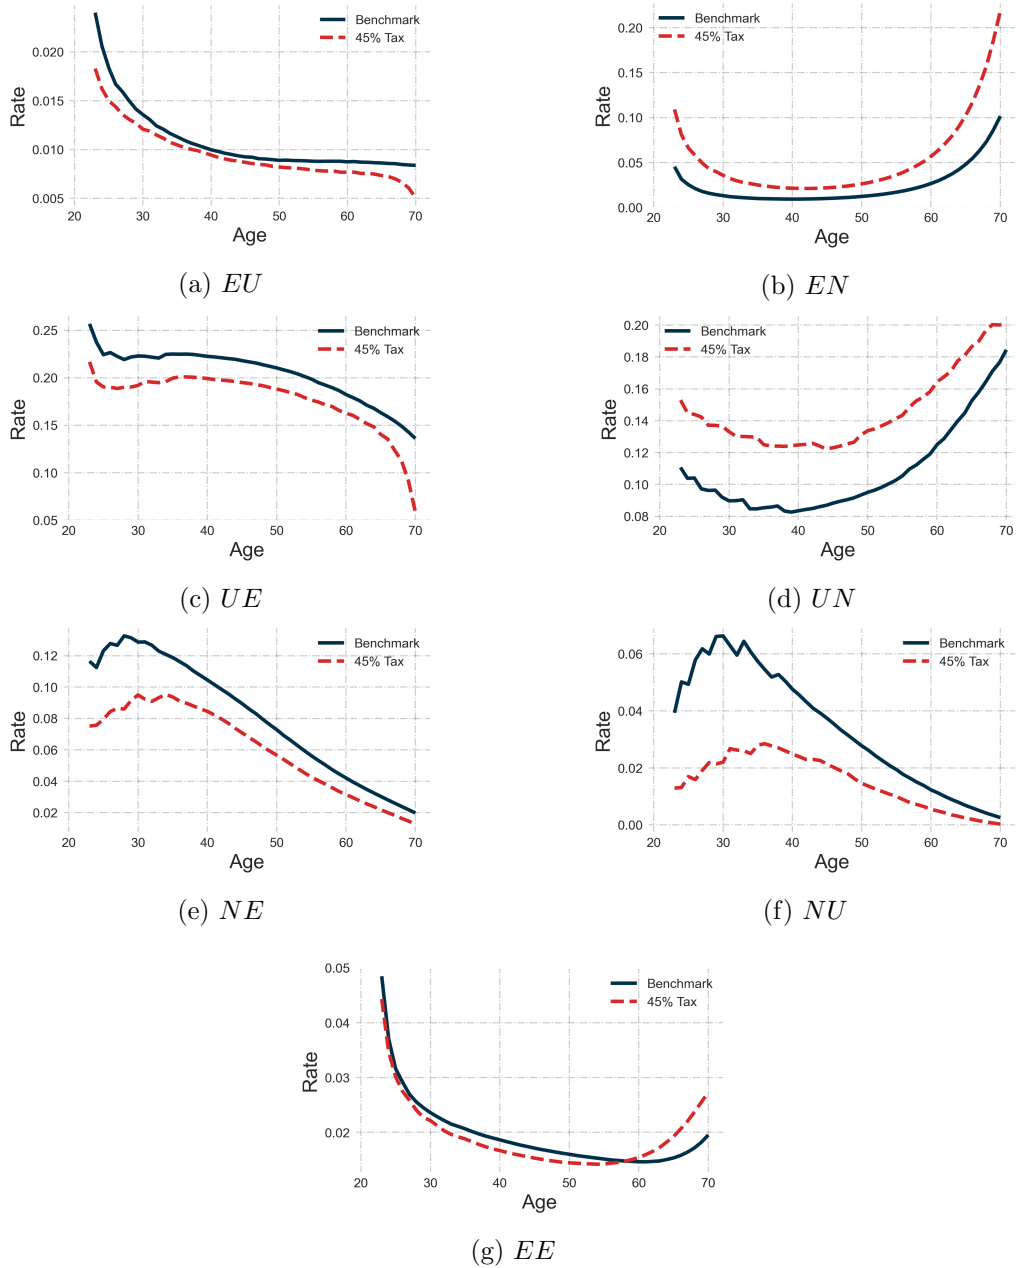 Benchmark
45% Tax
0.020
0.015
0.010
0.005
Rate
20 30 40 50 60 70
Age
(a) EU
Benchmark
45% Tax
0.20
0.15
0.10
0.05
0.00
Rate
20 30 40 50 60 70
Age
(b) EN
Benchmark
45% Tax
0.25
0.20
0.15
0.10
0.05
Rate
20 30 40 50 60 70
Age
(c) UE
Benchmark
45% Tax
0.20
0.18
0.16
0.14
0.12
0.10
0.08
Rate
20 30 40 50 60 70
Age
(d) UN
Benchmark
45% Tax
0.12
0.10
0.08
0.06
0.04
0.02
Rate
20 30 40 50 60 70
Age
(e) NE
Benchmark
45% Tax
0.06
0.04
0.02
0.00
Rate
20 30 40 50 60 70
Age
(f) NU
Benchmark
45% Tax
0.05
0.04
0.03
0.02
Rate
20 30 40 50 60 70
Age
(g) EE